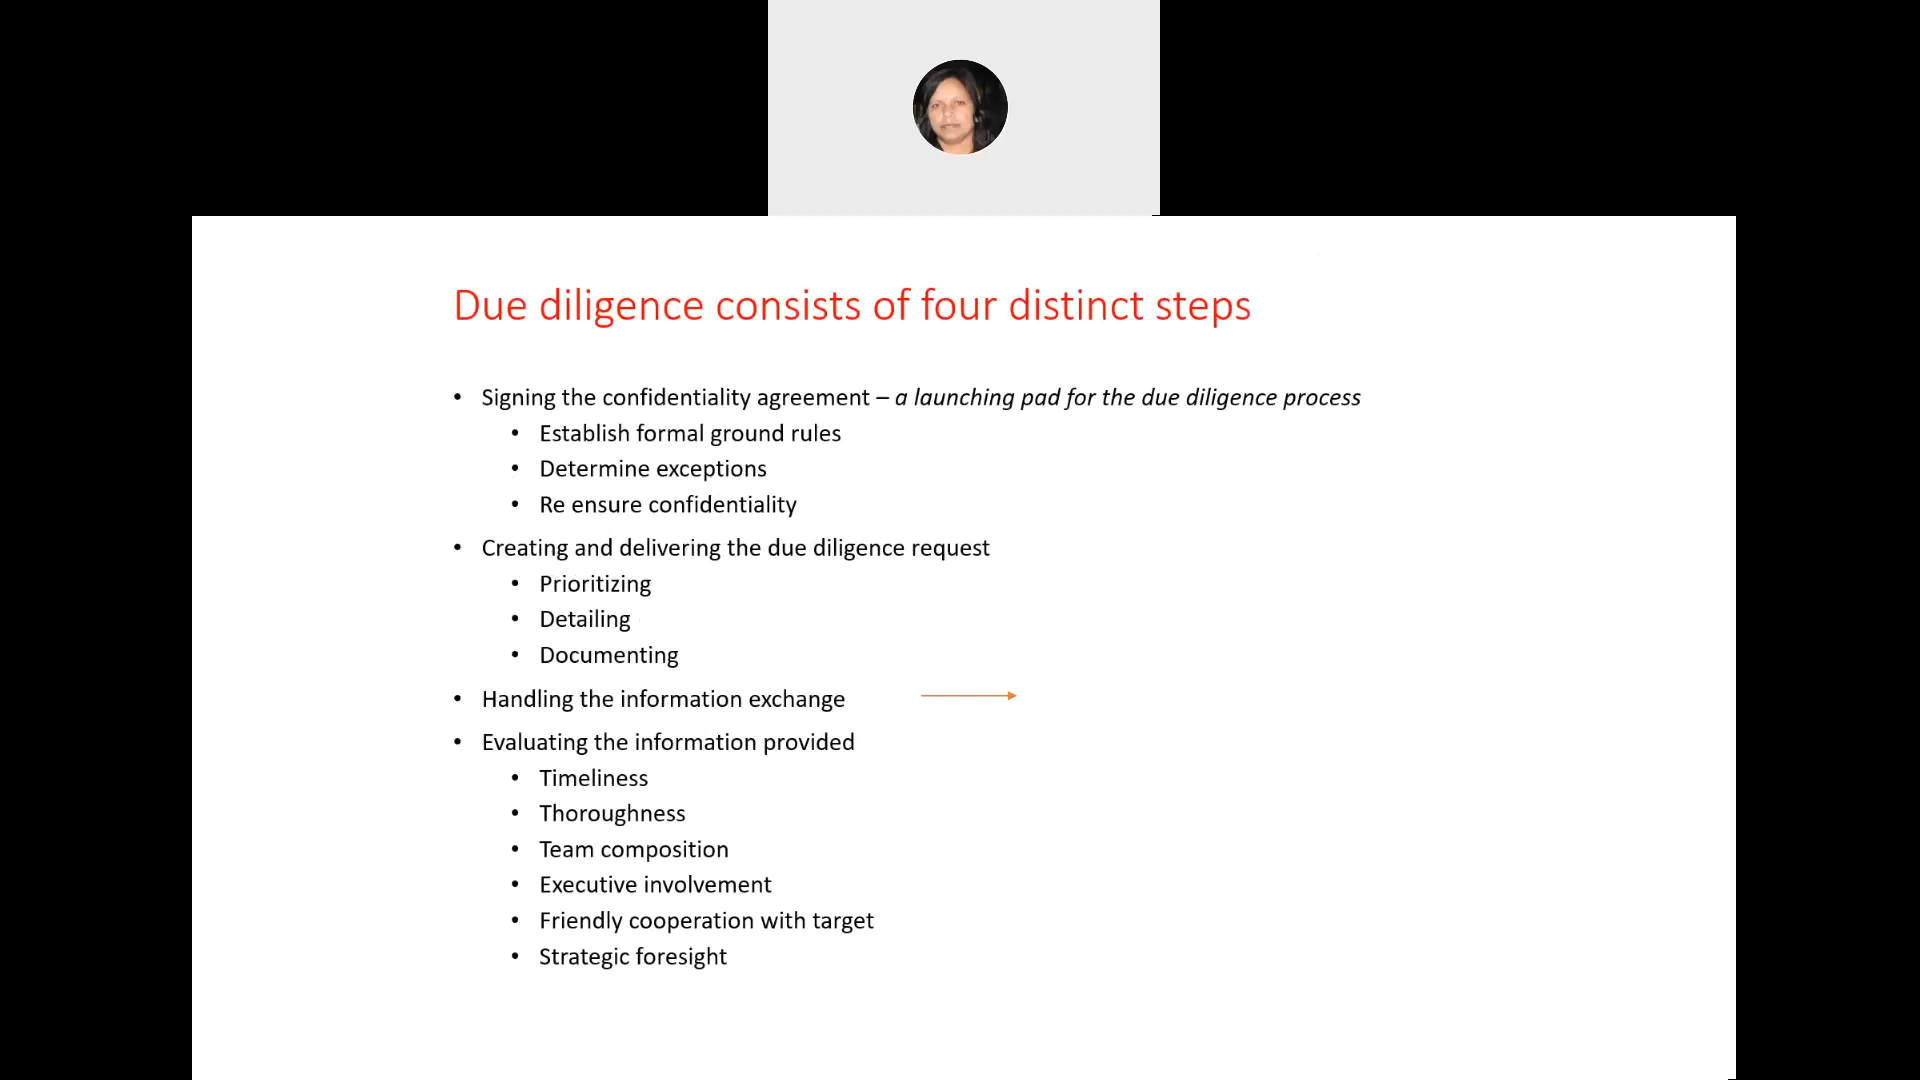 Due diligence consists of four distinct steps
• Signing the confidentiality agreement – a launching pad for the due diligence process
• Establish formal ground rules
• Determine exceptions
• Re ensure confidentiality
• Creating and delivering the due diligence request
• Prioritizing
• Detailing
• Documenting
• Handling the information exchange
• Evaluating the information provided
• Timeliness
• Thoroughness
• Team composition
• Executive involvement
• Friendly cooperation with target
• Strategic foresight